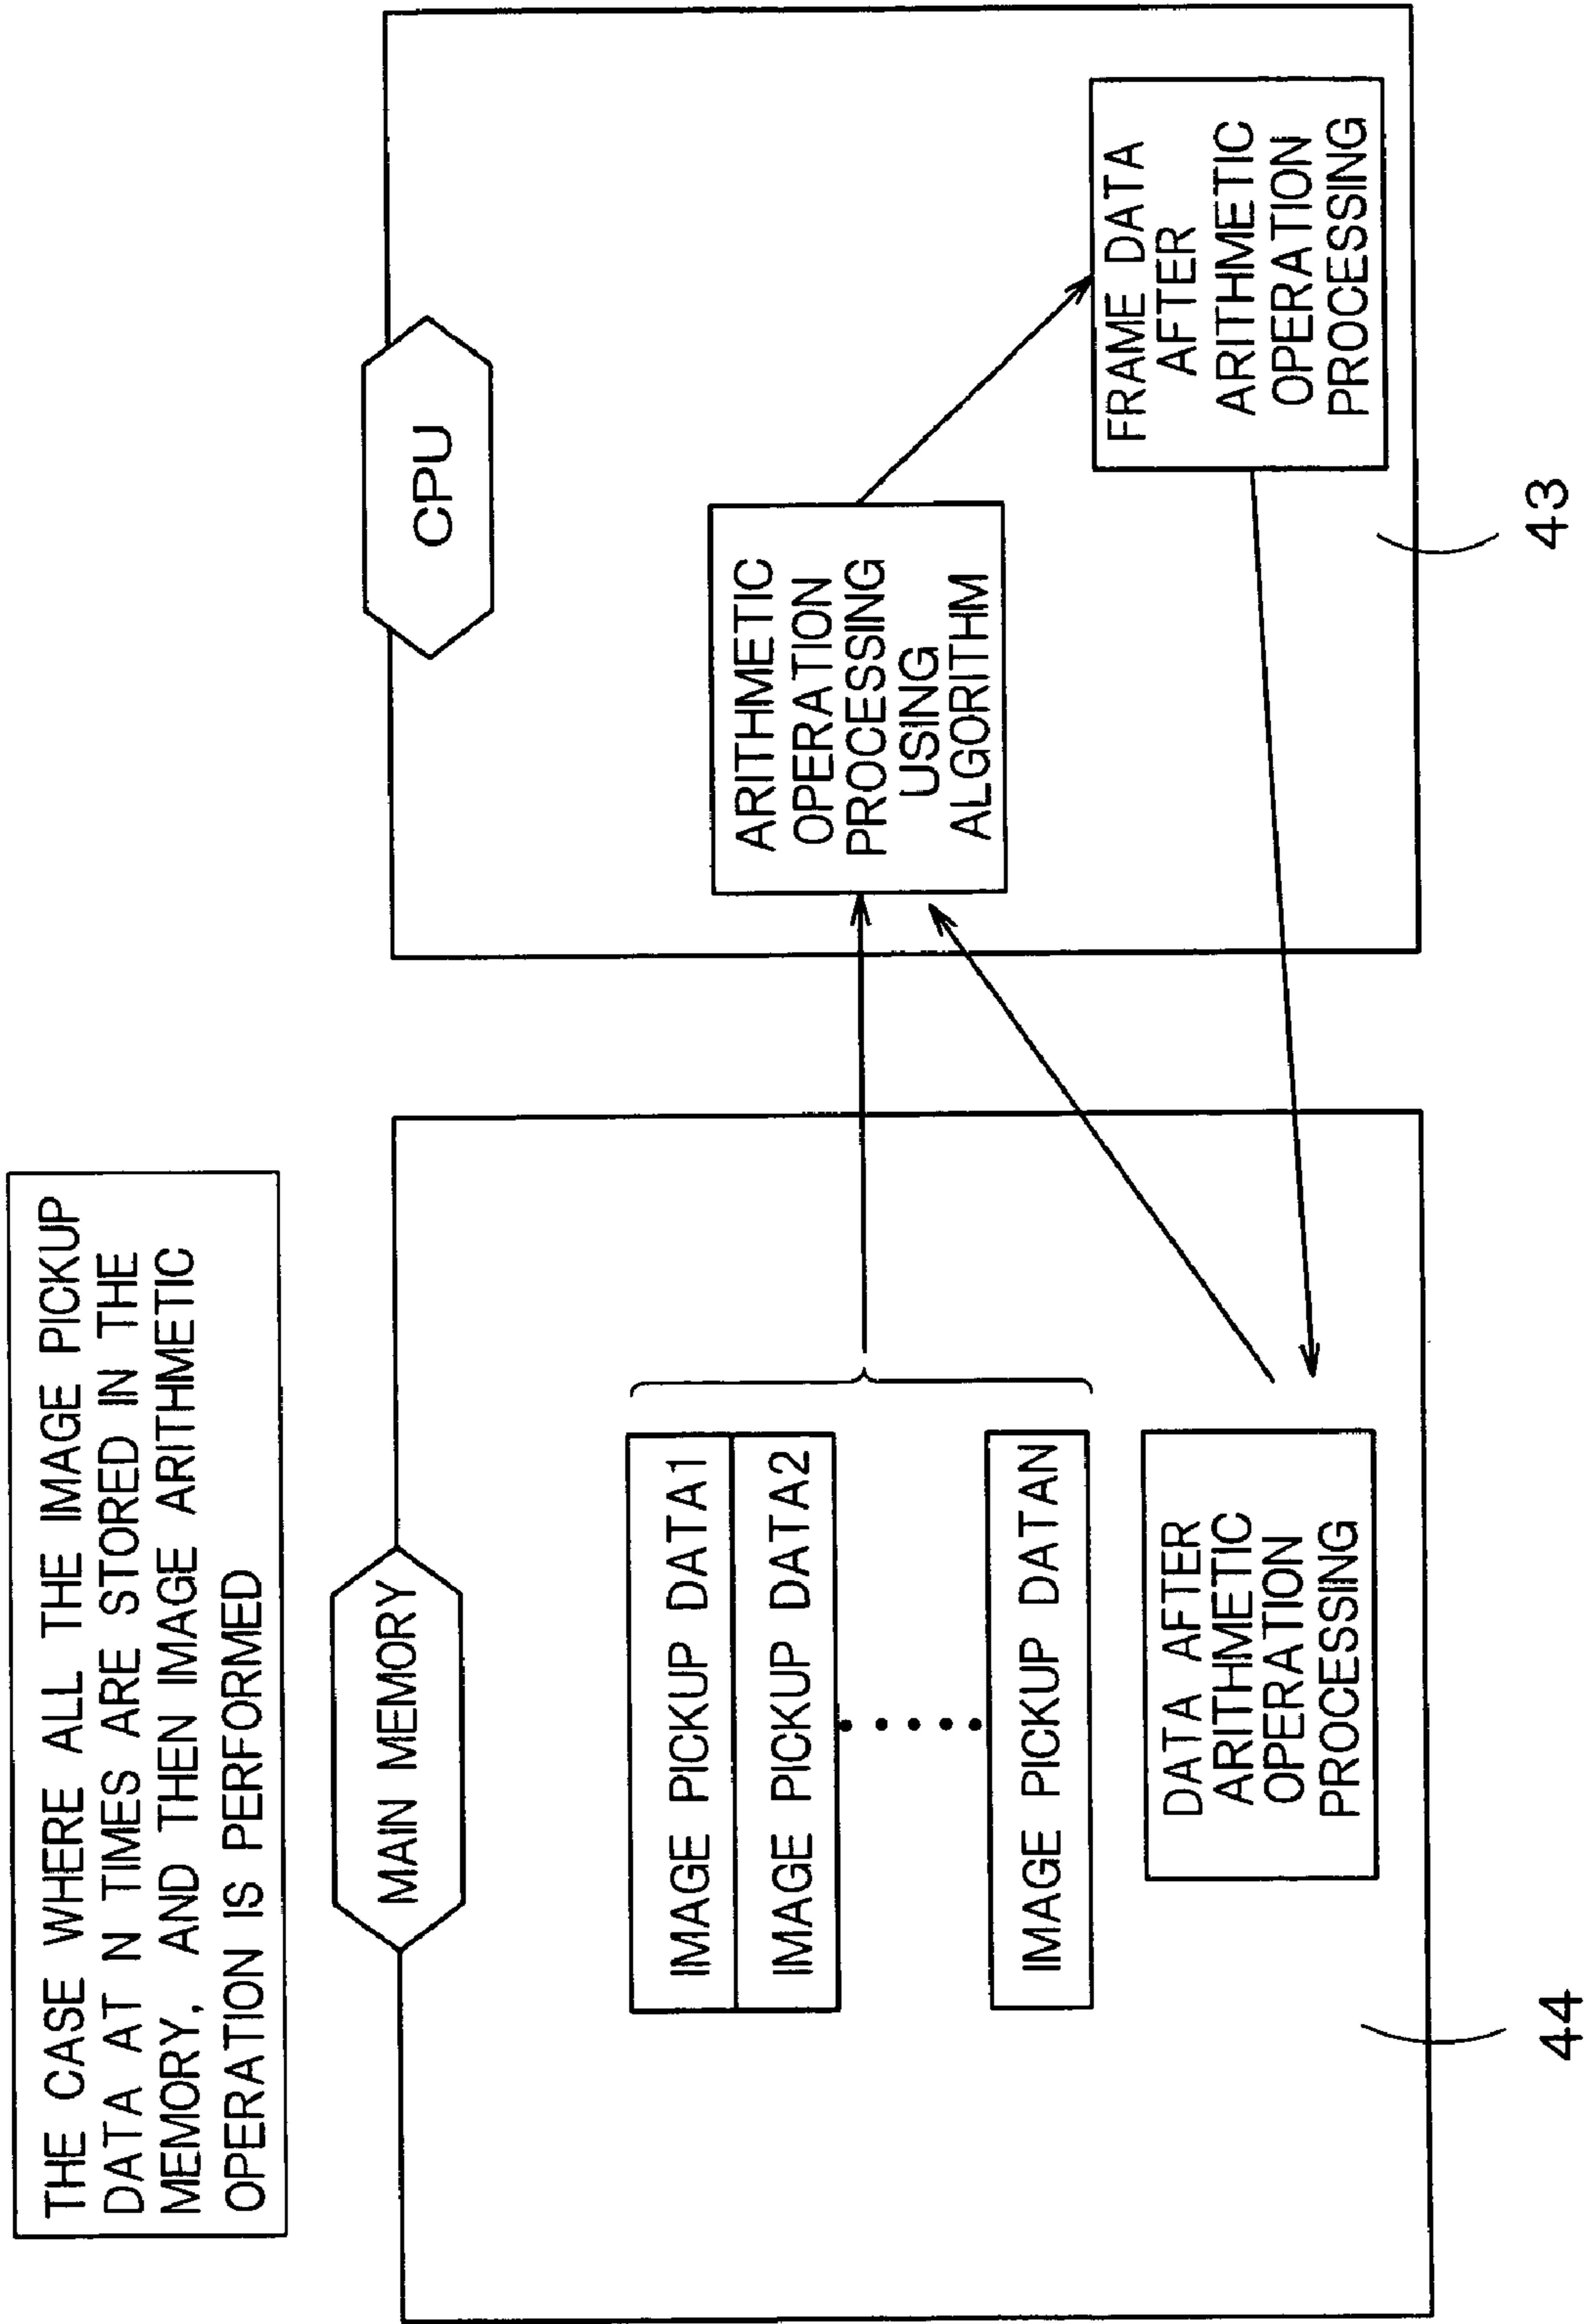 THE CASE WHERE ALL THE IMAGE PICKUP
DATA AT N TIMES ARE STORED IN THE
MEMORY, AND THEN IMAGE ARITHMETIC
OPERATION IS PERFORMED
MAIN MEMORY
IMAGE PICKUP DATA1
IMAGE PICKUP DATA2
IMAGE PICKUP DATAN
DATA AFTER
ARITHMETIC
OPERATION
PROCESSING
44
CPU
ARITHMETIC
OPERATION
PROCESSING
USING
ALGORITHM
FRAME DATA
AFTER
ARITHMETIC
OPERATION
PROCESSING
43